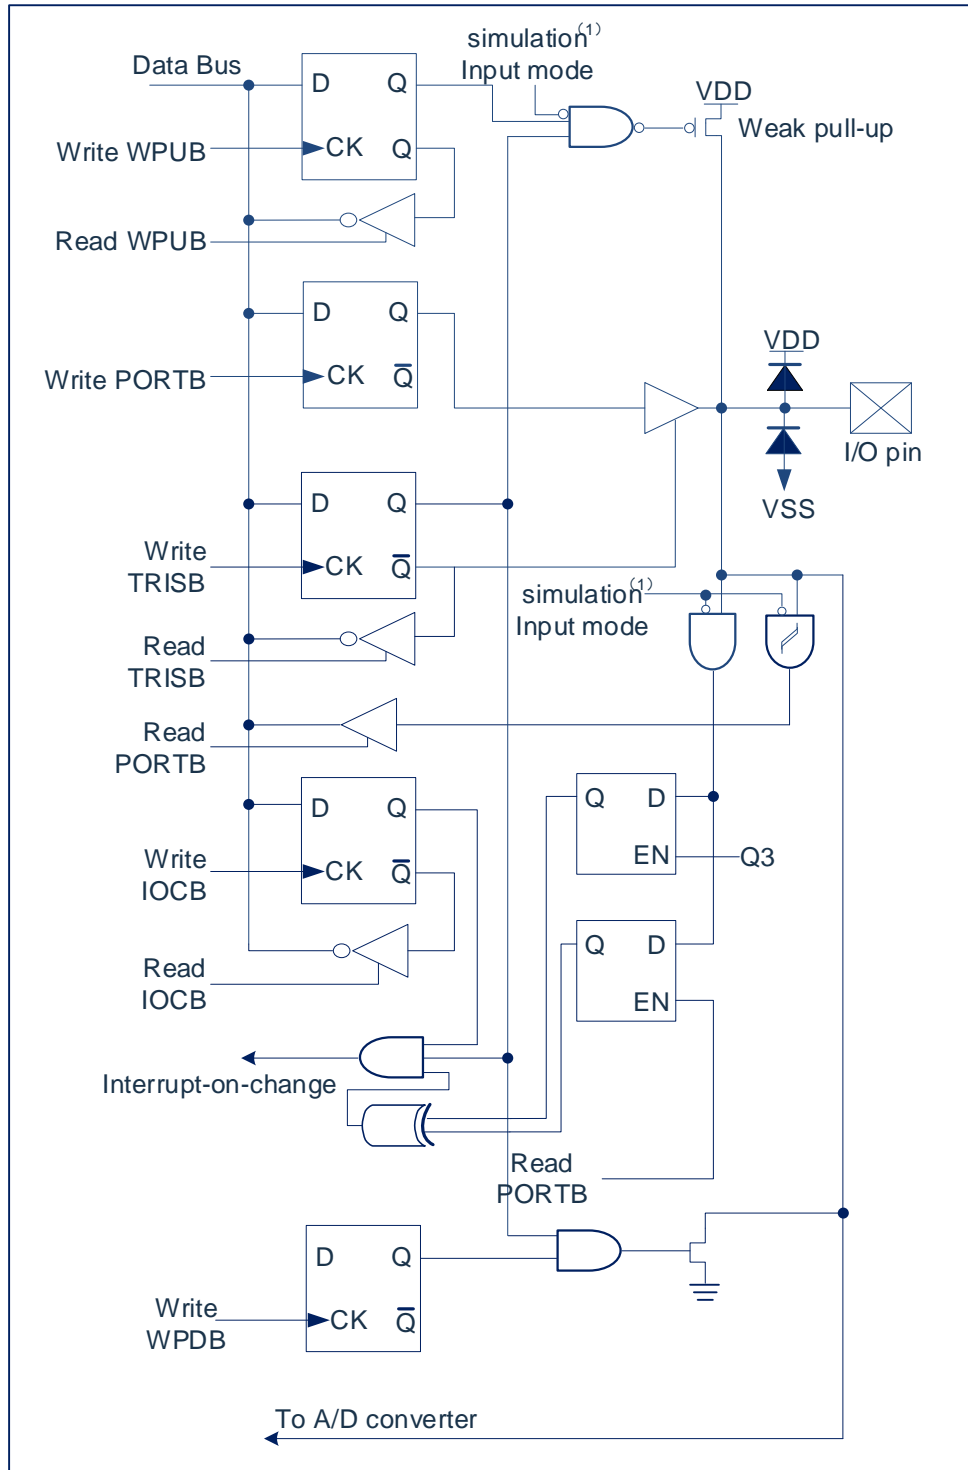 simulation(1)
Input mode
Data Bus
D Q
VDD
Weak pull-up
Write WPUB
CK Q
Read WPUB
D Q
VDD
Write PORTB
CK Q̅
I/O pin
VSS
D Q
Write
TRISB
CK Q̅
simulation(1)
Input mode
Read
TRISB
Read
PORTB
D Q
Q D
Write
IOCB
CK Q̅
EN
Q3
Q D
Read
IOCB
EN
Interrupt-on-change
Read
PORTB
D Q
Write
WPDB
CK Q̅
To A/D converter